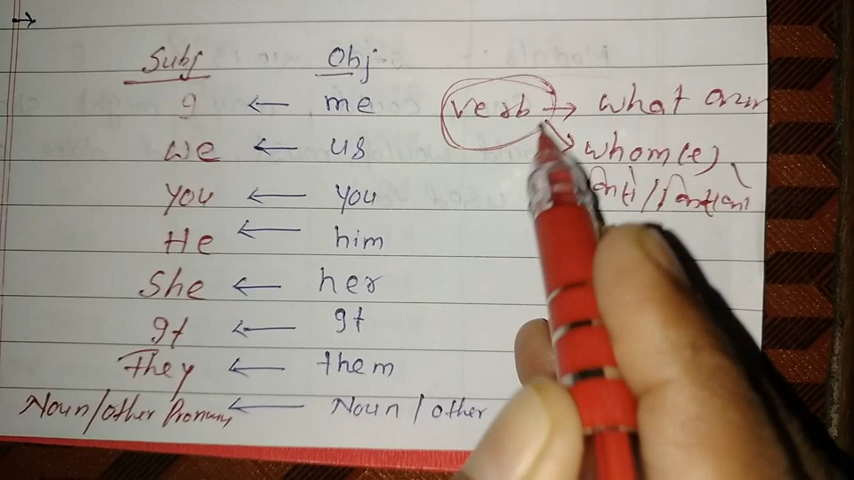 Subj Obj
I ← me verb → what
we ← us whom(e)
you ← you
He ← him
She ← her
It ← It
They ← them
Noun/other Pronoun ← Noun / other